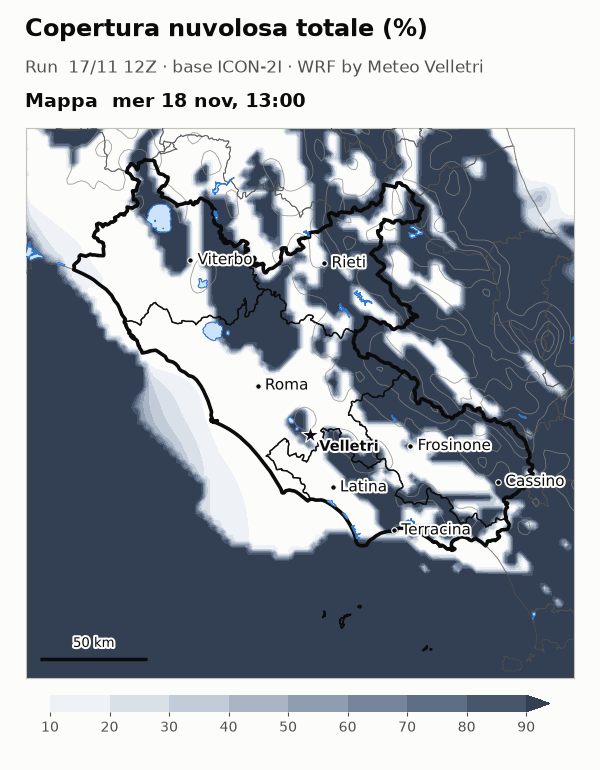 Copertura nuvolosa totale (%)
Run  17/11 12Z · base ICON-2I · WRF by Meteo Velletri
Mappa  mer 18 nov, 13:00
Viterbo
Rieti
Roma
Velletri
Frosinone
Cassino
Latina
Terracina
50 km
10 20 30 40 50 60 70 80 90